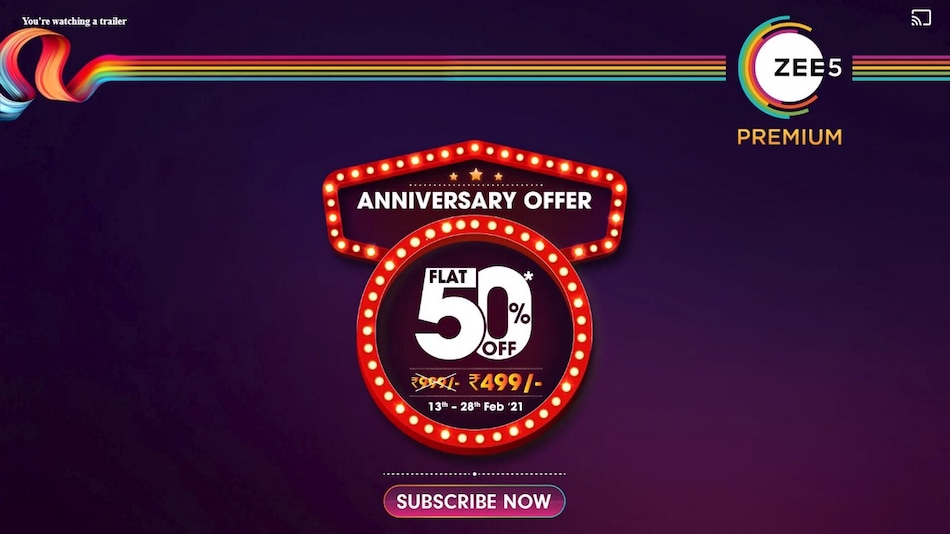 You're watching a trailer
ZEE5
PREMIUM
ANNIVERSARY OFFER
FLAT
50%*
OFF
₹999/- ₹499/-
13th - 28th Feb '21
SUBSCRIBE NOW